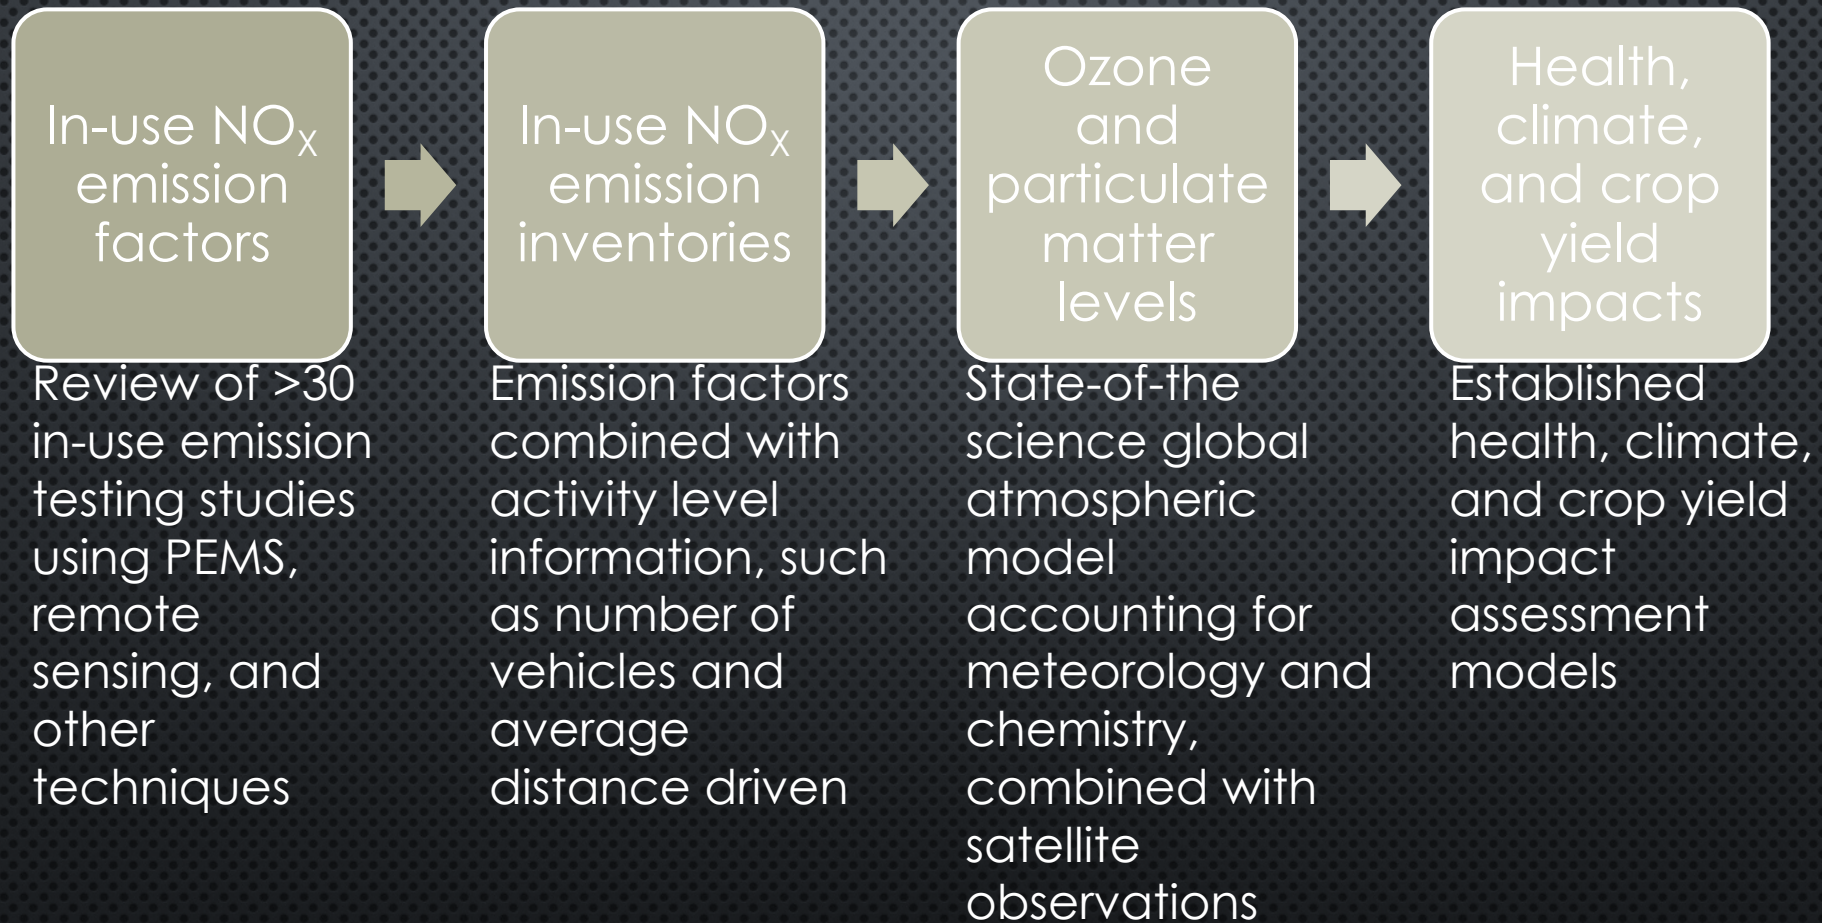 In-use NOX
emission
factors
In-use NOX
emission
inventories
Ozone
and
particulate
matter
levels
Health,
climate,
and crop
yield
impacts
Review of >30
in-use emission
testing studies
using PEMS,
remote
sensing, and
other
techniques
Emission factors
combined with
activity level
information, such
as number of
vehicles and
average
distance driven
State-of-the
science global
atmospheric
model
accounting for
meteorology and
chemistry,
combined with
satellite
observations
Established
health, climate,
and crop yield
impact
assessment
models